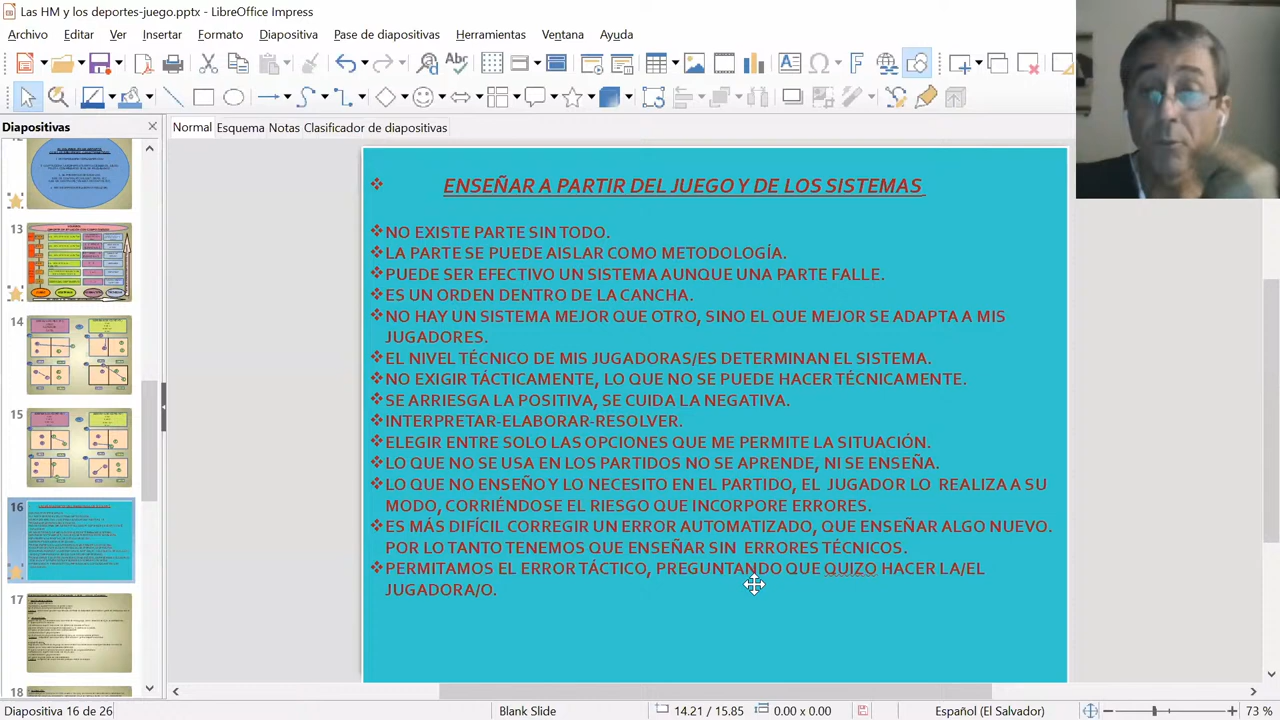 Las HM y los deportes-juego.pptx - LibreOffice Impress
Archivo Editar Ver Insertar Formato Diapositiva Pase de diapositivas Herramientas Ventana Ayuda
Diapositivas
Normal Esquema Notas Clasificador de diapositivas
12
13
14
15
16
17
18
ENSEÑAR A PARTIR DEL JUEGO Y DE LOS SISTEMAS
NO EXISTE PARTE SIN TODO.
LA PARTE SE PUEDE AISLAR COMO METODOLOGIA.
PUEDE SER EFECTIVO UN SISTEMA AUNQUE UNA PARTE FALLE.
ES UN ORDEN DENTRO DE LA CANCHA.
NO HAY UN SISTEMA MEJOR QUE OTRO, SINO EL QUE MEJOR SE ADAPTA A MIS
JUGADORES.
EL NIVEL TÉCNICO DE MIS JUGADORAS/ES DETERMINAN EL SISTEMA.
NO EXIGIR TÁCTICAMENTE, LO QUE NO SE PUEDE HACER TÉCNICAMENTE.
SE ARRIESGA LA POSITIVA, SE CUIDA LA NEGATIVA.
INTERPRETAR-ELABORAR-RESOLVER.
ELEGIR ENTRE SOLO LAS OPCIONES QUE ME PERMITE LA SITUACIÓN.
LO QUE NO SE USA EN LOS PARTIDOS NO SE APRENDE, NI SE ENSEÑA.
LO QUE NO ENSEÑO Y LO NECESITO EN EL PARTIDO, EL JUGADOR LO REALIZA A SU
MODO, CORRIÉNDOSE EL RIESGO QUE INCORPORE ERRORES.
ES MÁS DIFÍCIL CORREGIR UN ERROR AUTOMATIZADO, QUE ENSEÑAR ALGO NUEVO.
POR LO TANTO TENEMOS QUE ENSEÑAR SIN ERRORES TÉCNICOS.
PERMITAMOS EL ERROR TÁCTICO, PREGUNTANDO QUE QUIZO HACER LA/EL
JUGADORA/O.
Diapositiva 16 de 26 Blank Slide 14.21 / 15.85 0.00 x 0.00 Español (El Salvador) 73 %